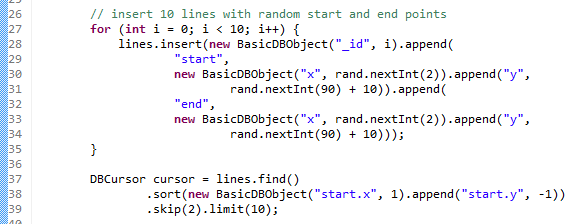 26 // insert 10 lines with random start and end points
27 for (int i = 0; i < 10; i++) {
28 lines.insert(new BasicDBObject("_id", i).append(
29 "start",
30 new BasicDBObject("x", rand.nextInt(2)).append("y",
31 rand.nextInt(90) + 10)).append(
32 "end",
33 new BasicDBObject("x", rand.nextInt(2)).append("y",
34 rand.nextInt(90) + 10)));
35 }
36
37 DBCursor cursor = lines.find()
38 .sort(new BasicDBObject("start.x", 1).append("start.y", -1))
39 .skip(2).limit(10);